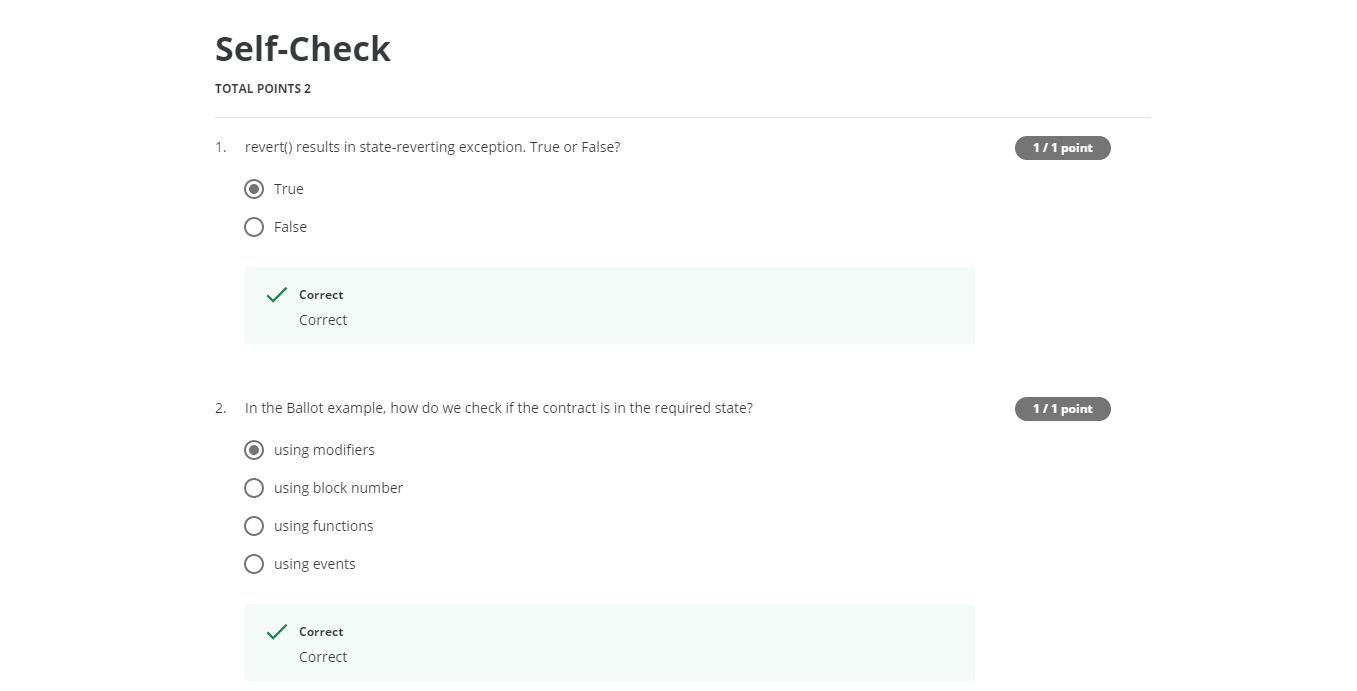 Self-Check
TOTAL POINTS 2
1. revert() results in state-reverting exception. True or False? 1 / 1 point
True
False
Correct
Correct
2. In the Ballot example, how do we check if the contract is in the required state? 1 / 1 point
using modifiers
using block number
using functions
using events
Correct
Correct